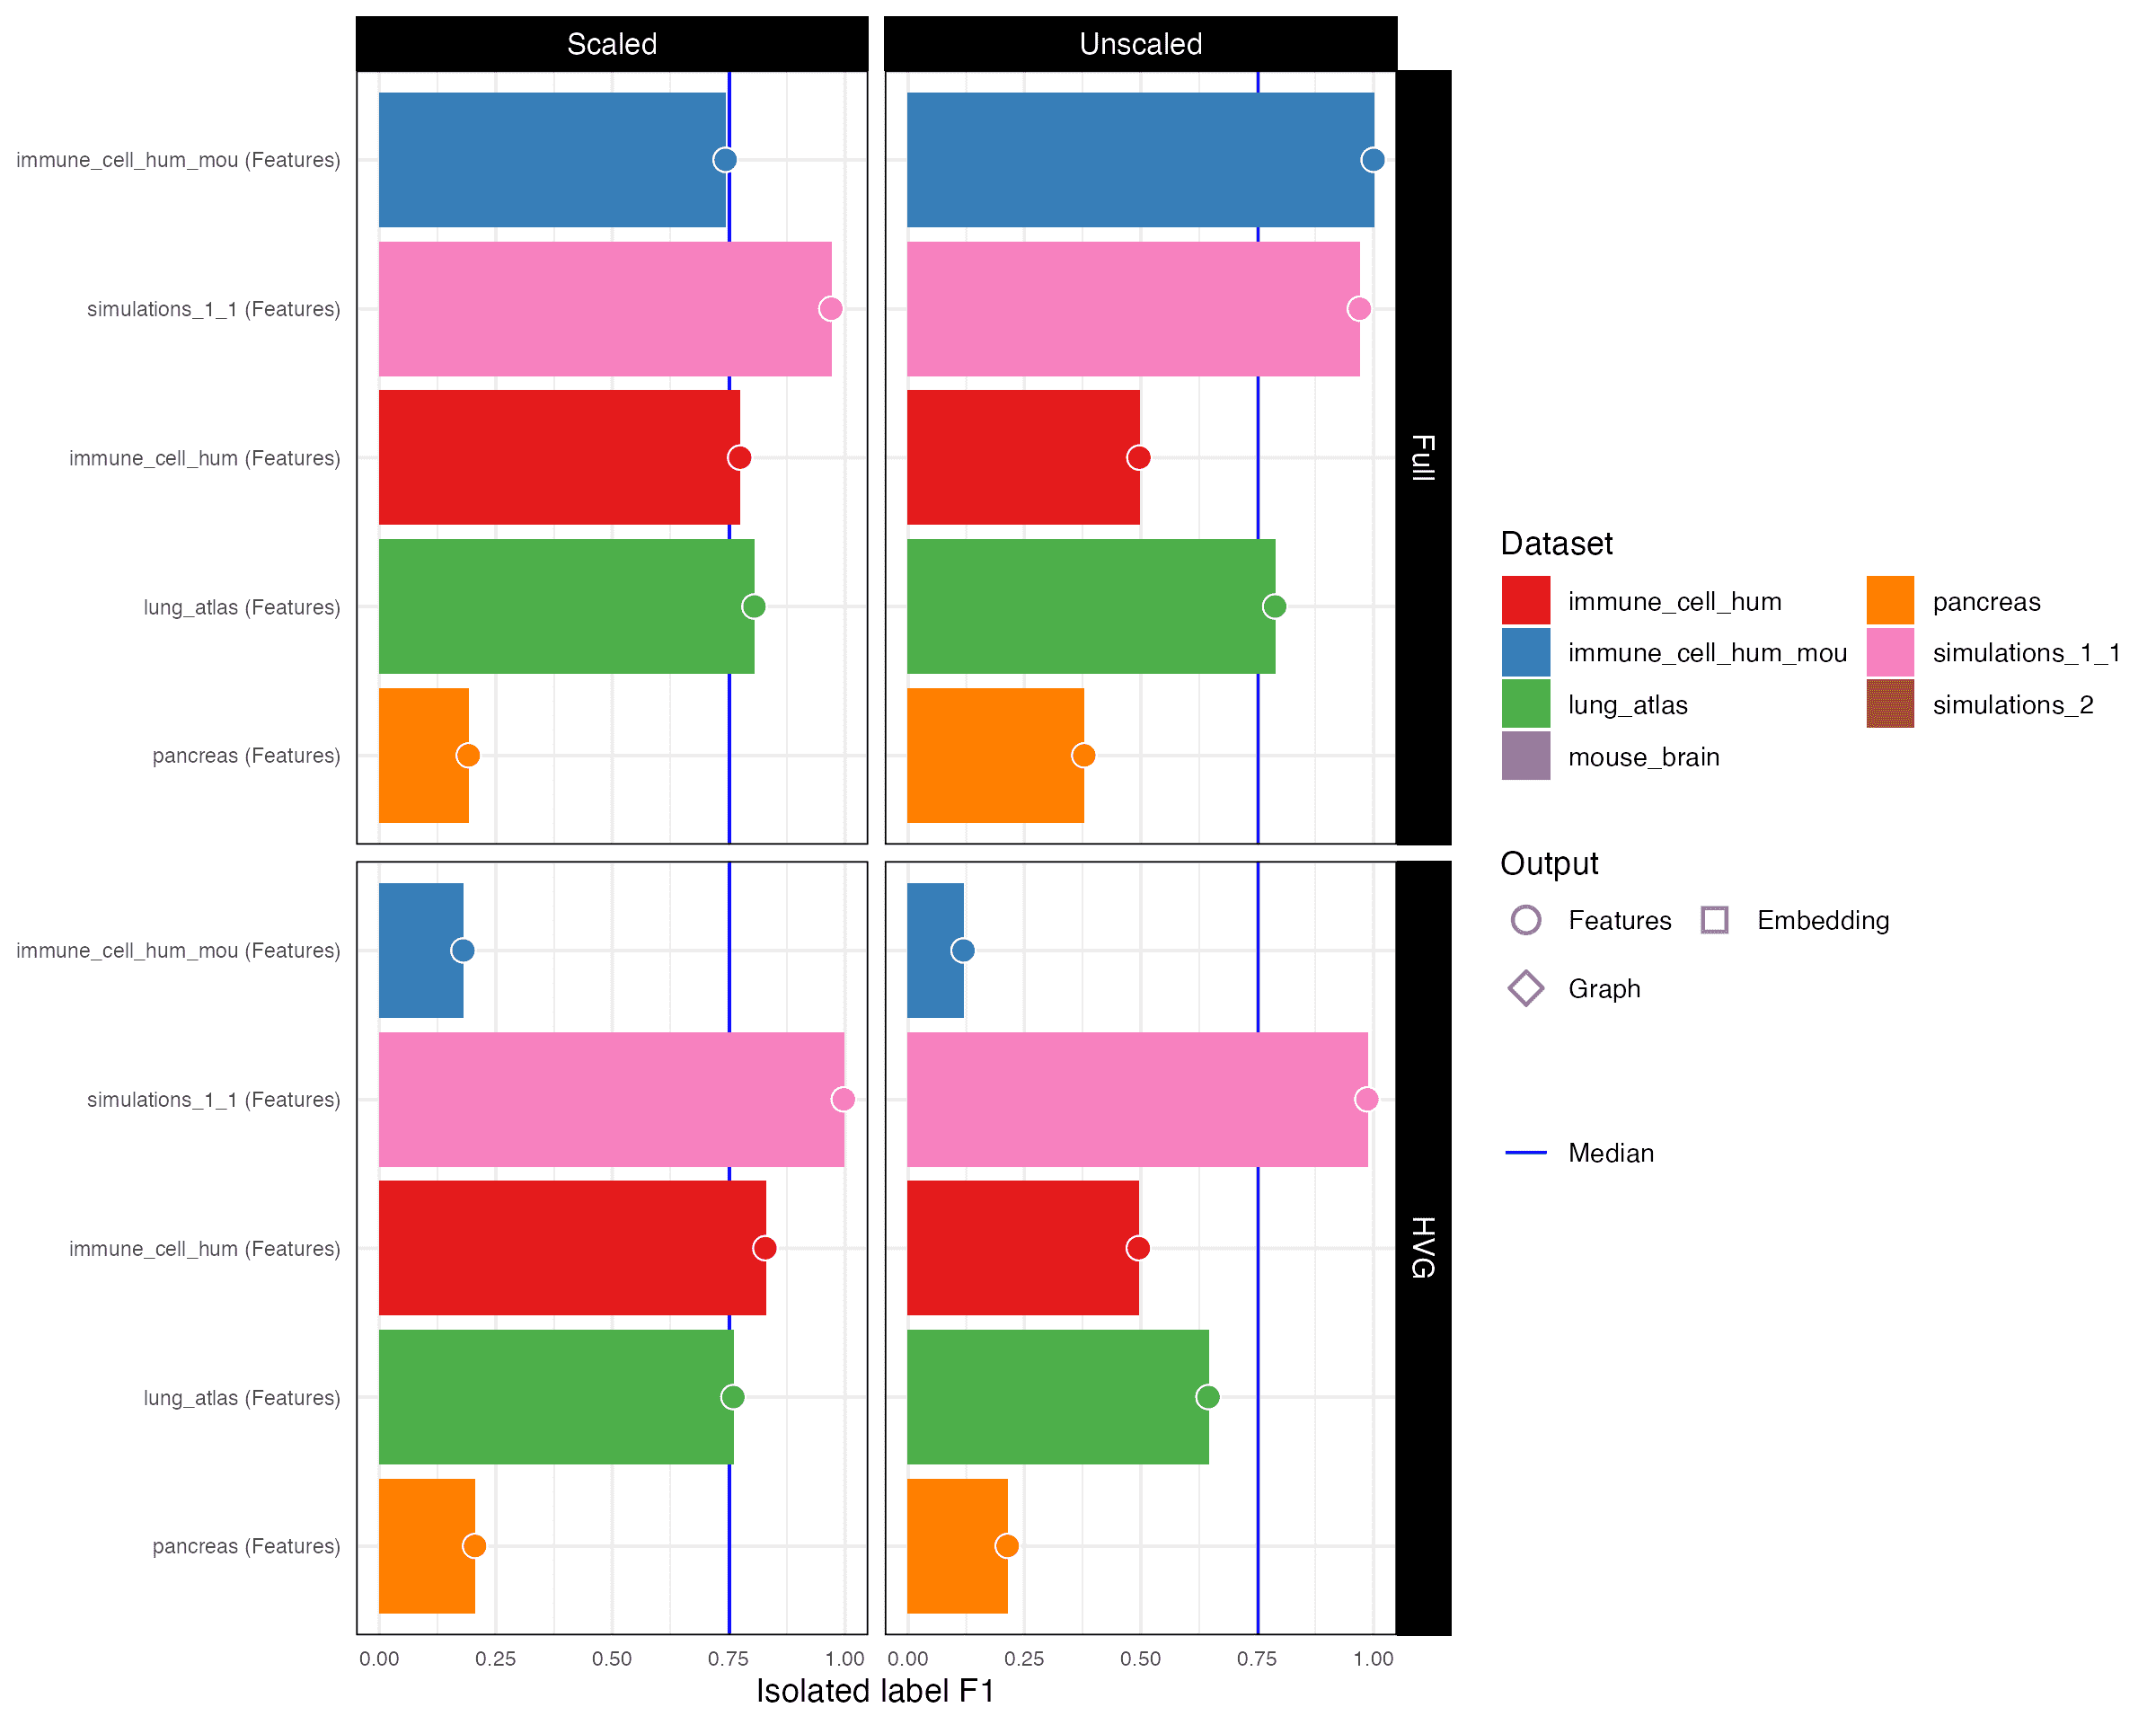 Scaled
Unscaled
Full
immune_cell_hum_mou (Features)
simulations_1_1 (Features)
immune_cell_hum (Features)
lung_atlas (Features)
pancreas (Features)
HVG
immune_cell_hum_mou (Features)
simulations_1_1 (Features)
immune_cell_hum (Features)
lung_atlas (Features)
pancreas (Features)
0.00 0.25 0.50 0.75 1.00
0.00 0.25 0.50 0.75 1.00
Isolated label F1
Dataset
immune_cell_hum
immune_cell_hum_mou
lung_atlas
mouse_brain
pancreas
simulations_1_1
simulations_2
Output
Features
Embedding
Graph
Median